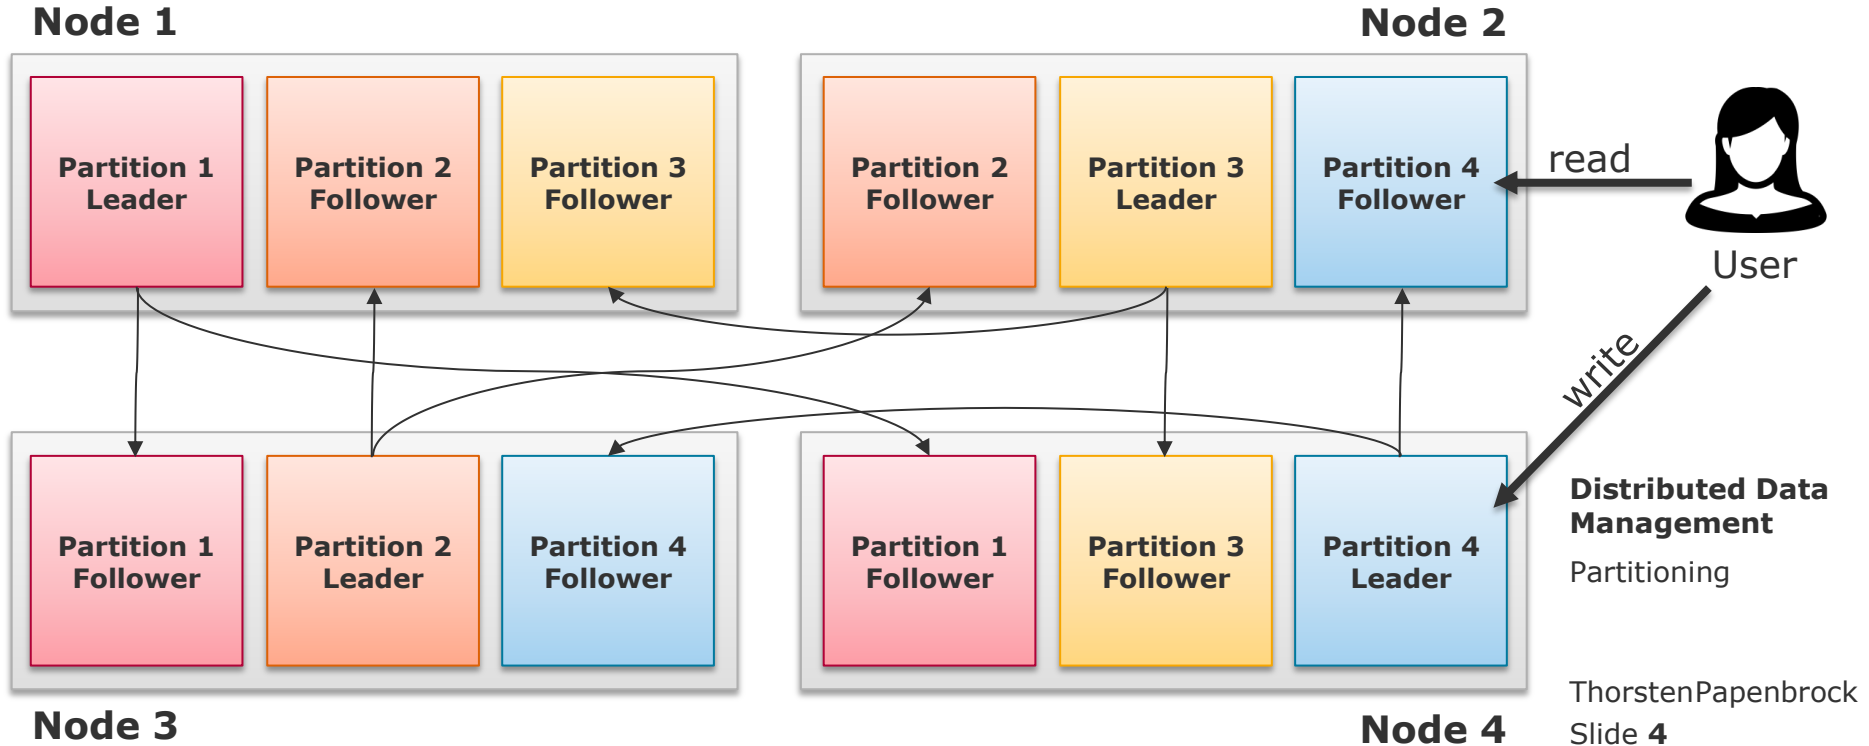 Node 1
Node 2
Partition 1
Leader
Partition 2
Follower
Partition 3
Follower
Partition 2
Follower
Partition 3
Leader
Partition 4
Follower
read
User
write
Partition 1
Follower
Partition 2
Leader
Partition 4
Follower
Partition 1
Follower
Partition 3
Follower
Partition 4
Leader
Distributed Data
Management
Partitioning
ThorstenPapenbrock
Slide 4
Node 3
Node 4